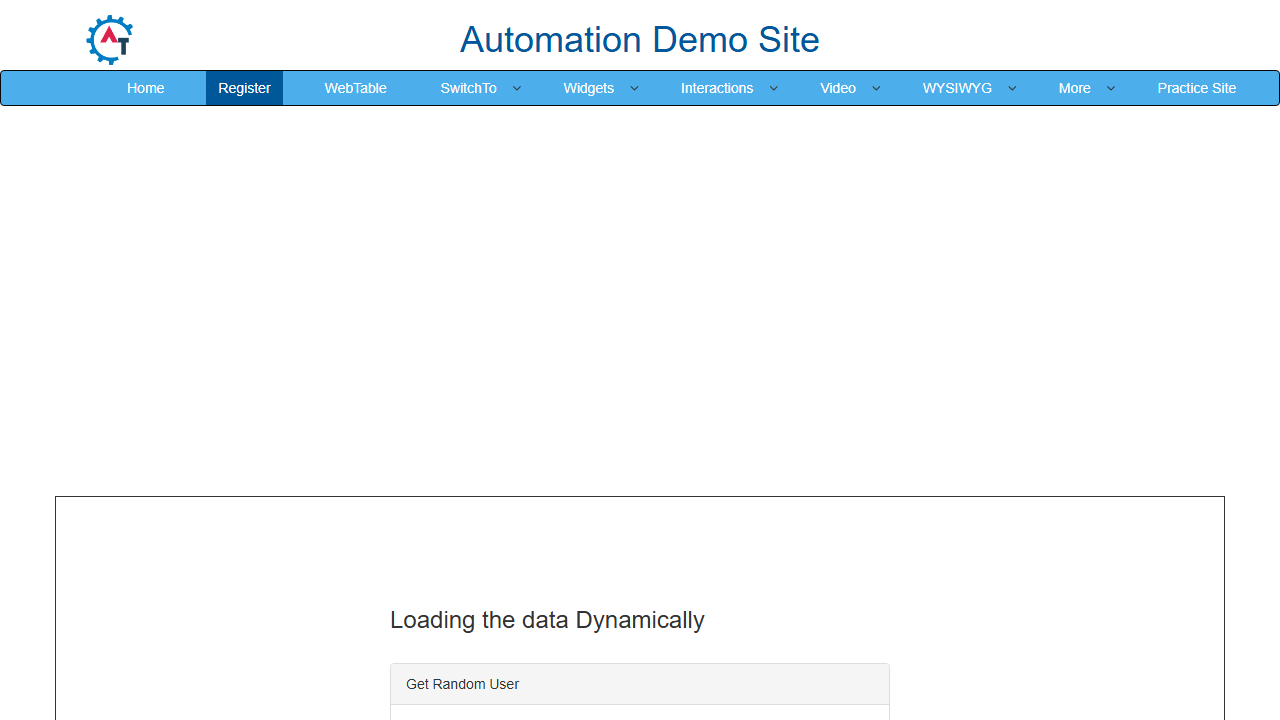 AT
Automation Demo Site
Home Register WebTable SwitchTo Widgets Interactions Video WYSIWYG More Practice Site
Loading the data Dynamically
Get Random User